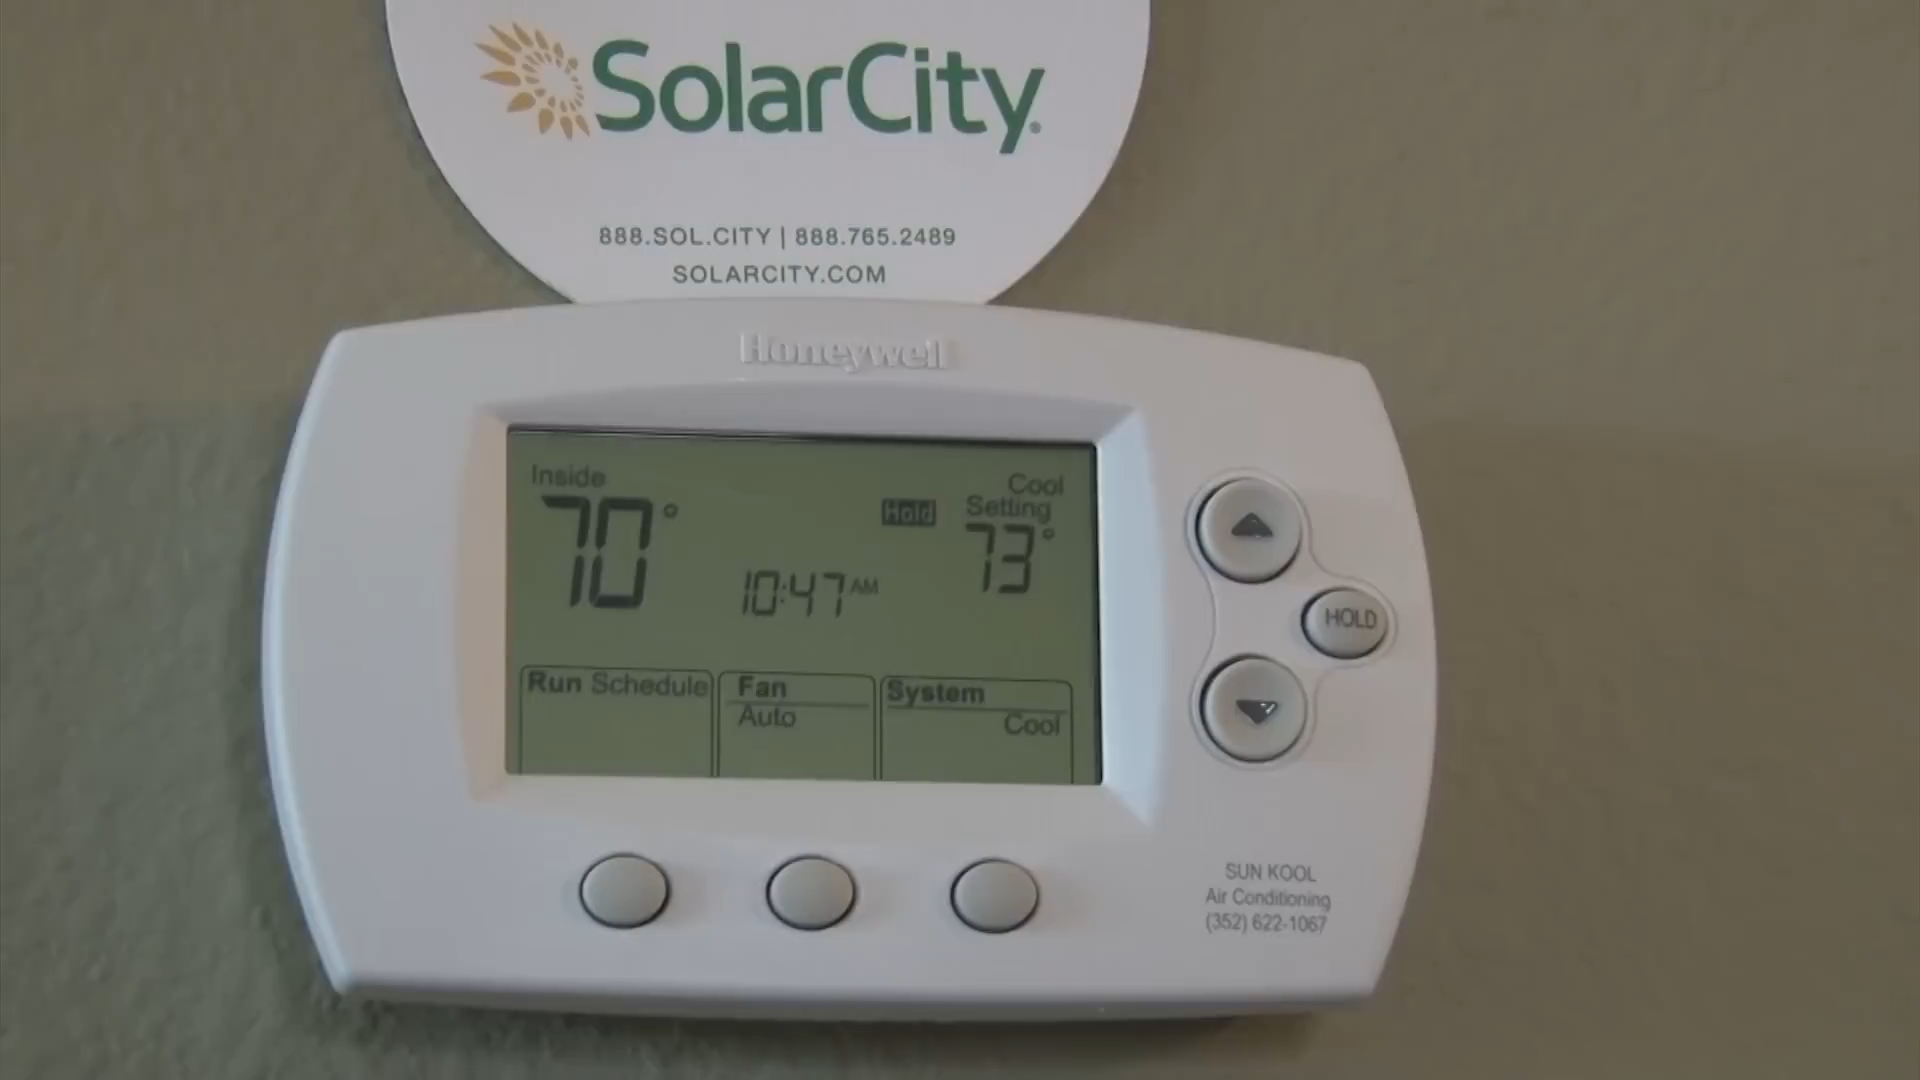 SolarCity
888.SOL.CITY | 888.765.2489
SOLARCITY.COM
Honeywell
Inside
70°
Hold
Cool
Setting
73°
10:47 AM
Run Schedule
Fan
Auto
System
Cool
HOLD
SUN KOOL
Air Conditioning
(352) 622-1067